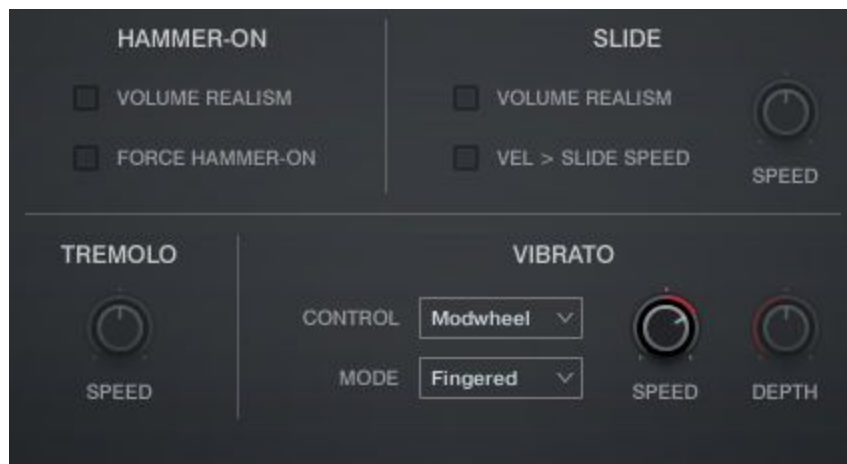 HAMMER-ON
VOLUME REALISM
FORCE HAMMER-ON
SLIDE
VOLUME REALISM
VEL > SLIDE SPEED
SPEED
TREMOLO
SPEED
VIBRATO
CONTROL Modwheel
MODE Fingered
SPEED
DEPTH